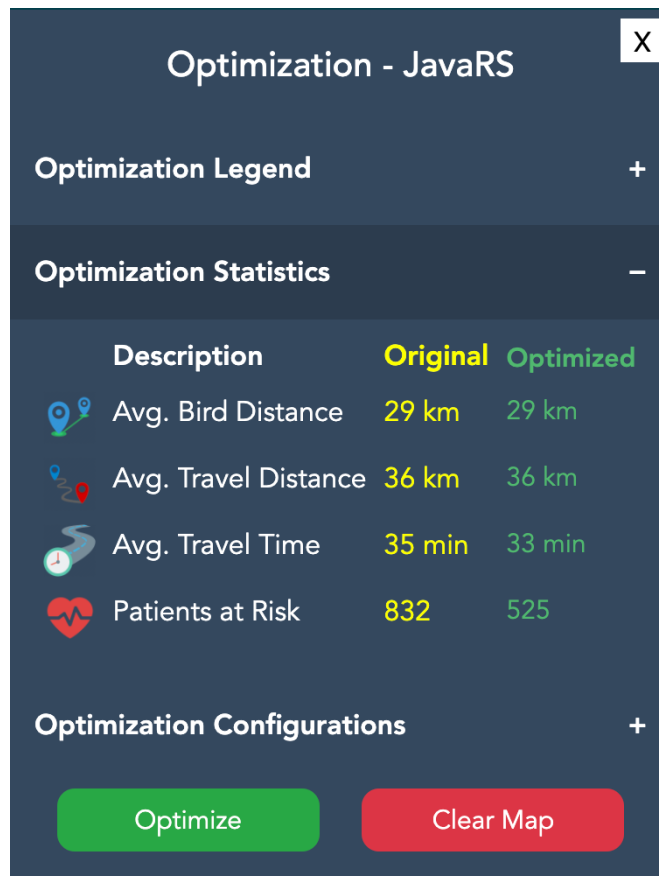 X
Optimization - JavaRS
Optimization Legend +
Optimization Statistics –
Description Original Optimized
Avg. Bird Distance 29 km 29 km
Avg. Travel Distance 36 km 36 km
Avg. Travel Time 35 min 33 min
Patients at Risk 832 525
Optimization Configurations +
Optimize Clear Map